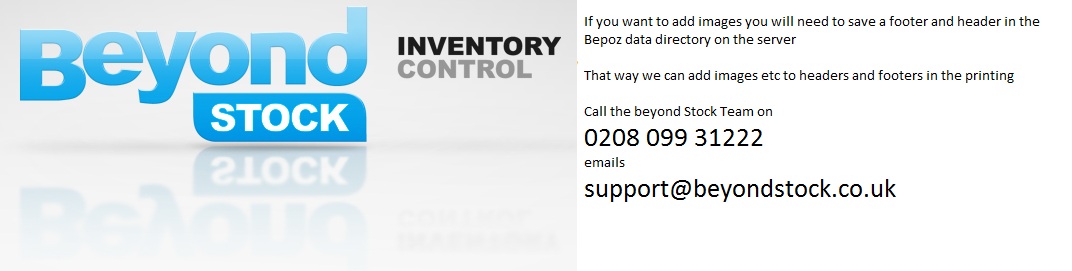 Beyond
STOCK
INVENTORY
CONTROL
If you want to add images you will need to save a footer and header in the
Bepoz data directory on the server
That way we can add images etc to headers and footers in the printing
Call the beyond Stock Team on
0208 099 31222
emails
support@beyondstock.co.uk